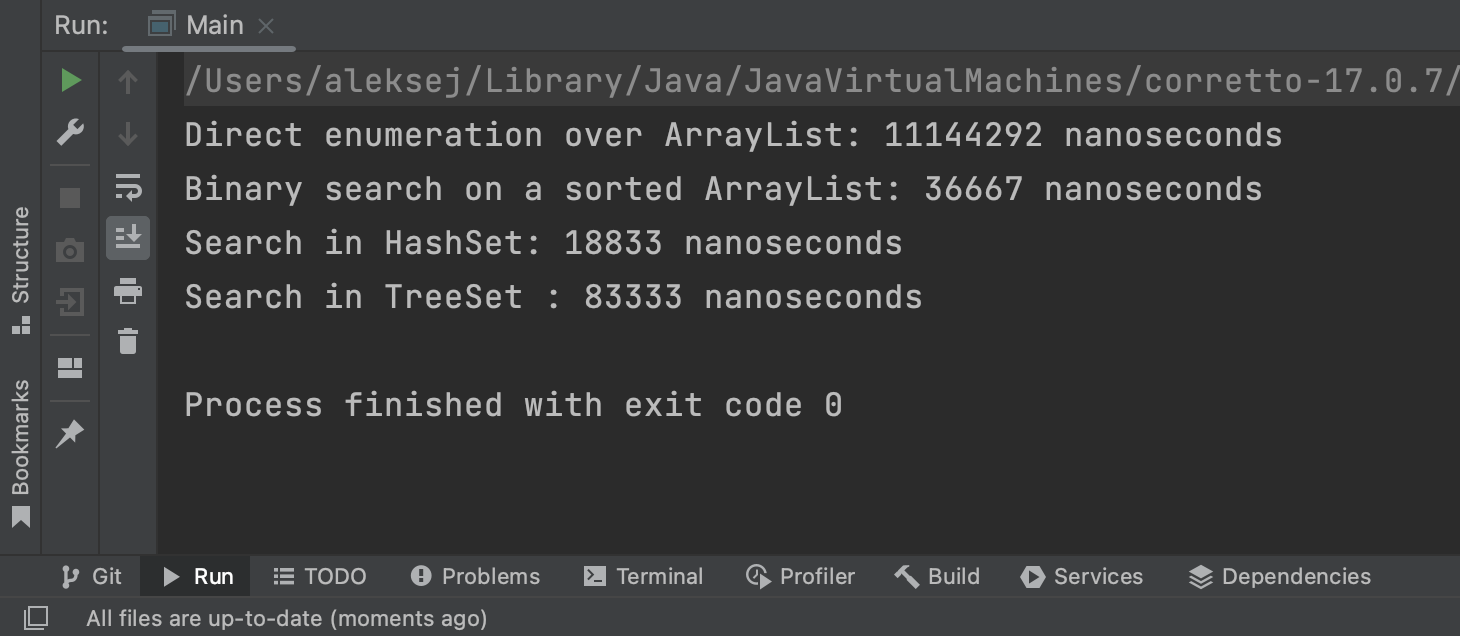 Run: Main
/Users/aleksej/Library/Java/JavaVirtualMachines/corretto-17.0.7/
Direct enumeration over ArrayList: 11144292 nanoseconds
Binary search on a sorted ArrayList: 36667 nanoseconds
Search in HashSet: 18833 nanoseconds
Search in TreeSet : 83333 nanoseconds
Process finished with exit code 0
Structure
Bookmarks
Git Run TODO Problems Terminal Profiler Build Services Dependencies
All files are up-to-date (moments ago)